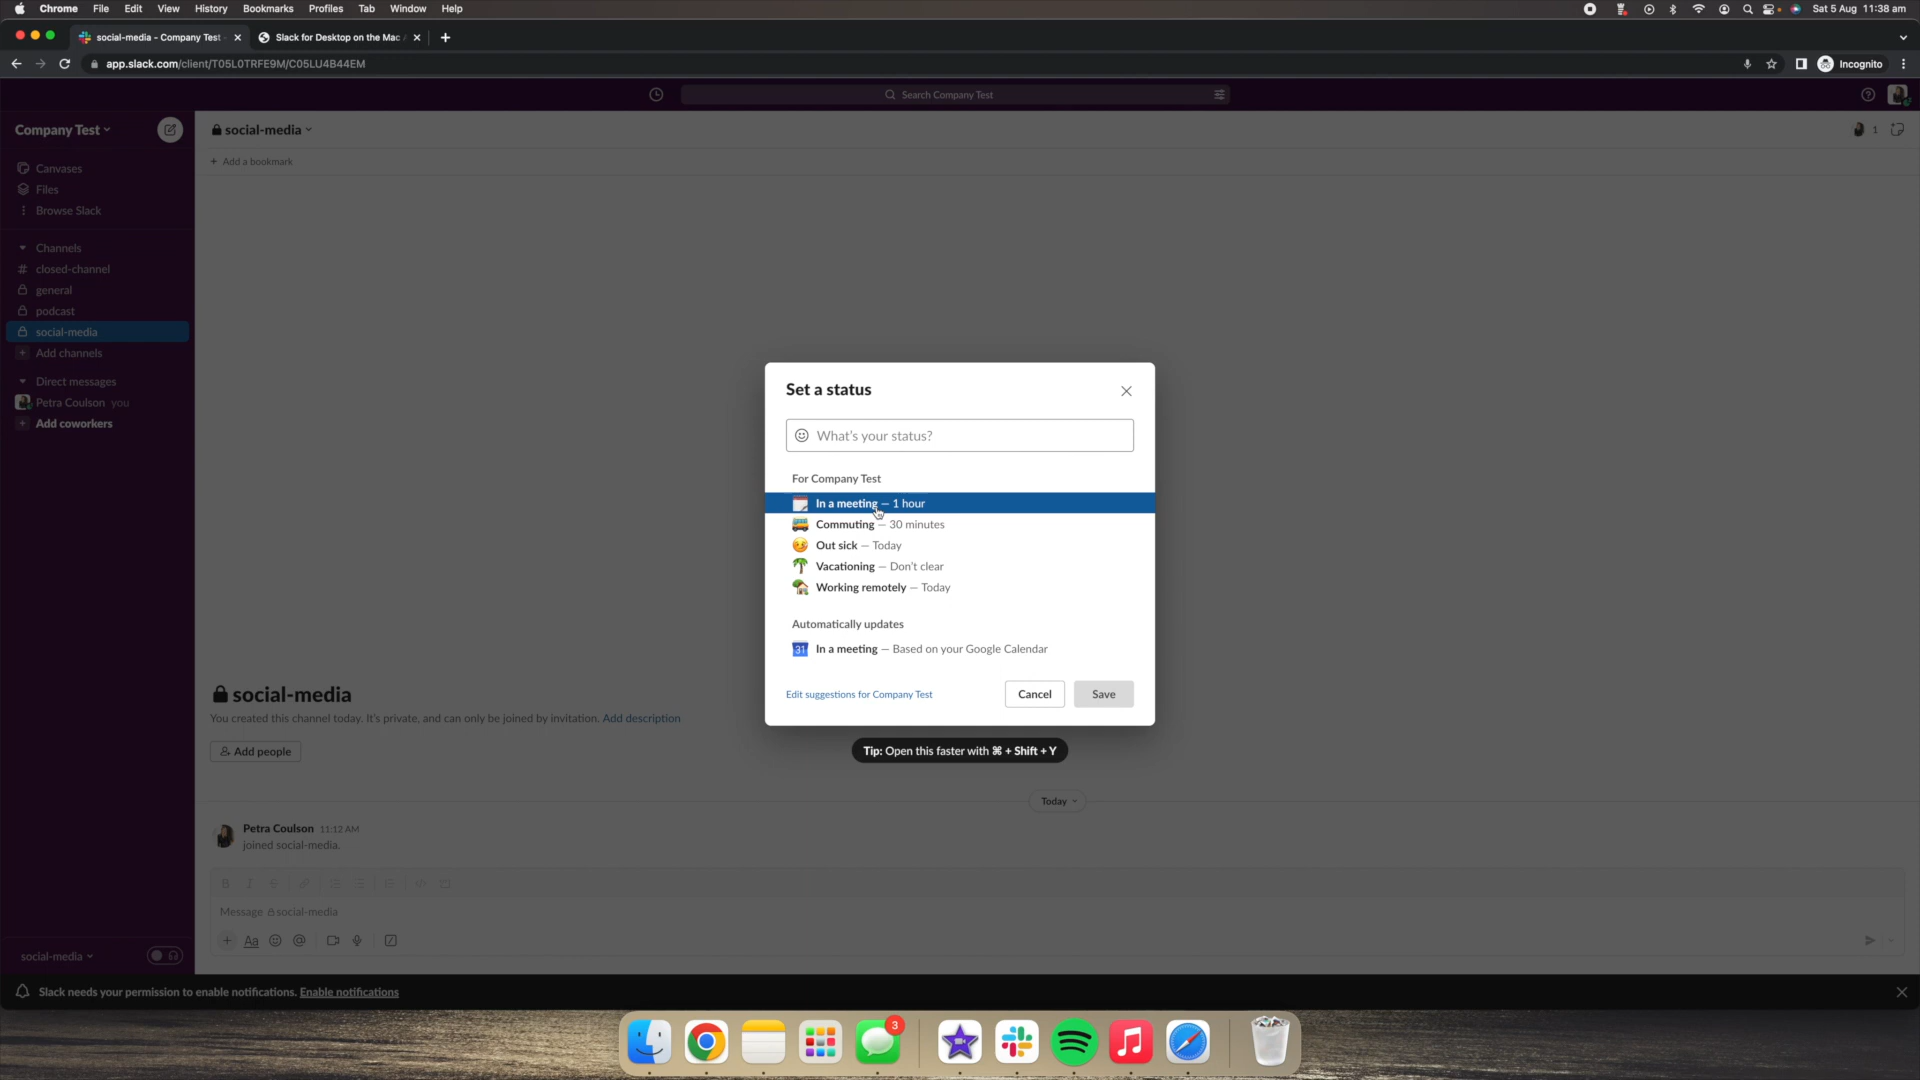 Chrome File Edit View History Bookmarks Profiles Tab Window Help
Sat 5 Aug 11:38 am
social-media - Company Test
Slack for Desktop on the Mac
app.slack.com/client/T05L0TRFE9M/C05LU4B44EM
Incognito
Search Company Test
Company Test
social-media
1
Add a bookmark
Canvases
Files
Browse Slack
Channels
closed-channel
general
podcast
social-media
Add channels
Direct messages
Petra Coulson you
Add coworkers
Set a status
What's your status?
For Company Test
In a meeting – 1 hour
Commuting – 30 minutes
Out sick – Today
Vacationing – Don't clear
Working remotely – Today
Automatically updates
31 In a meeting – Based on your Google Calendar
Edit suggestions for Company Test
Cancel
Save
Tip: Open this faster with ⌘ + Shift + Y
social-media
You created this channel today. It's private, and can only be joined by invitation. Add description
Add people
Today
Petra Coulson 11:12 AM
joined social-media.
B I S
Message social-media
Aa
social-media
Slack needs your permission to enable notifications. Enable notifications
3